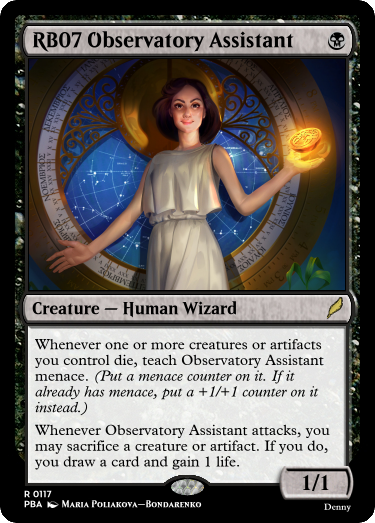 RB07 Observatory Assistant
Creature — Human Wizard
Whenever one or more creatures or artifacts
you control die, teach Observatory Assistant
menace. (Put a menace counter on it. If it
already has menace, put a +1/+1 counter on it
instead.)
Whenever Observatory Assistant attacks, you
may sacrifice a creature or artifact. If you do,
you draw a card and gain 1 life.
1/1
R 0117
PBA Maria Poliakova—Bondarenko
Denny